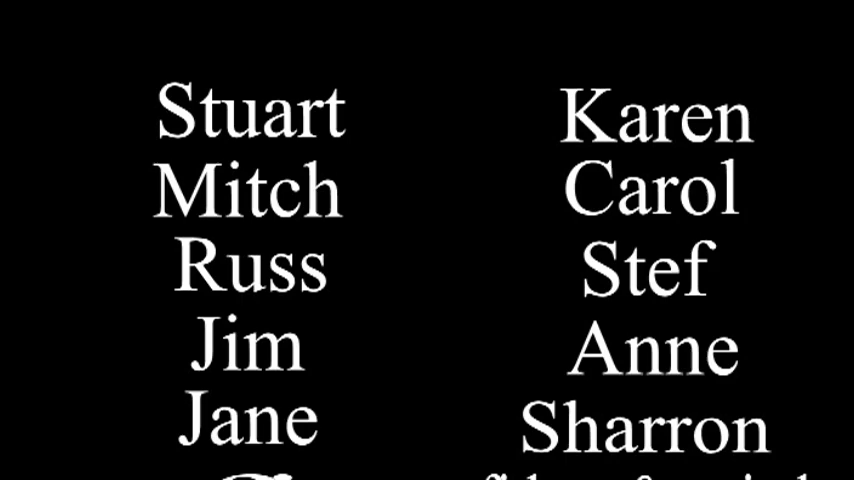 Stuart
Mitch
Russ
Jim
Jane
Karen
Carol
Stef
Anne
Sharron